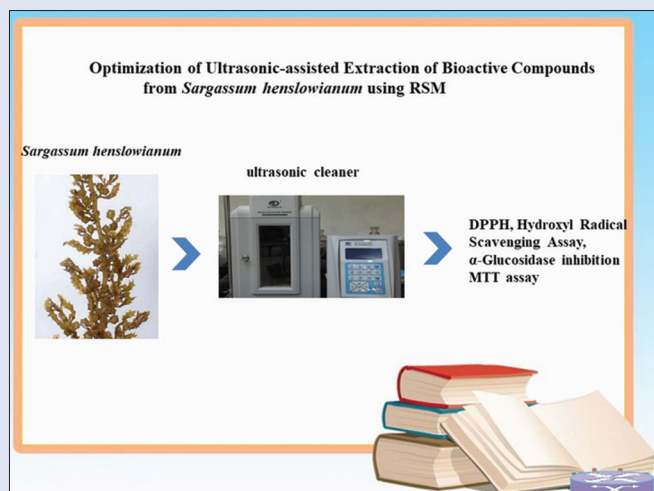 Optimization of Ultrasonic-assisted Extraction of Bioactive Compounds
from Sargassum henslowianum using RSM
Sargassum henslowianum
ultrasonic cleaner
DPPH, Hydroxyl Radical
Scavenging Assay,
α-Glucosidase inhibition
MTT assay